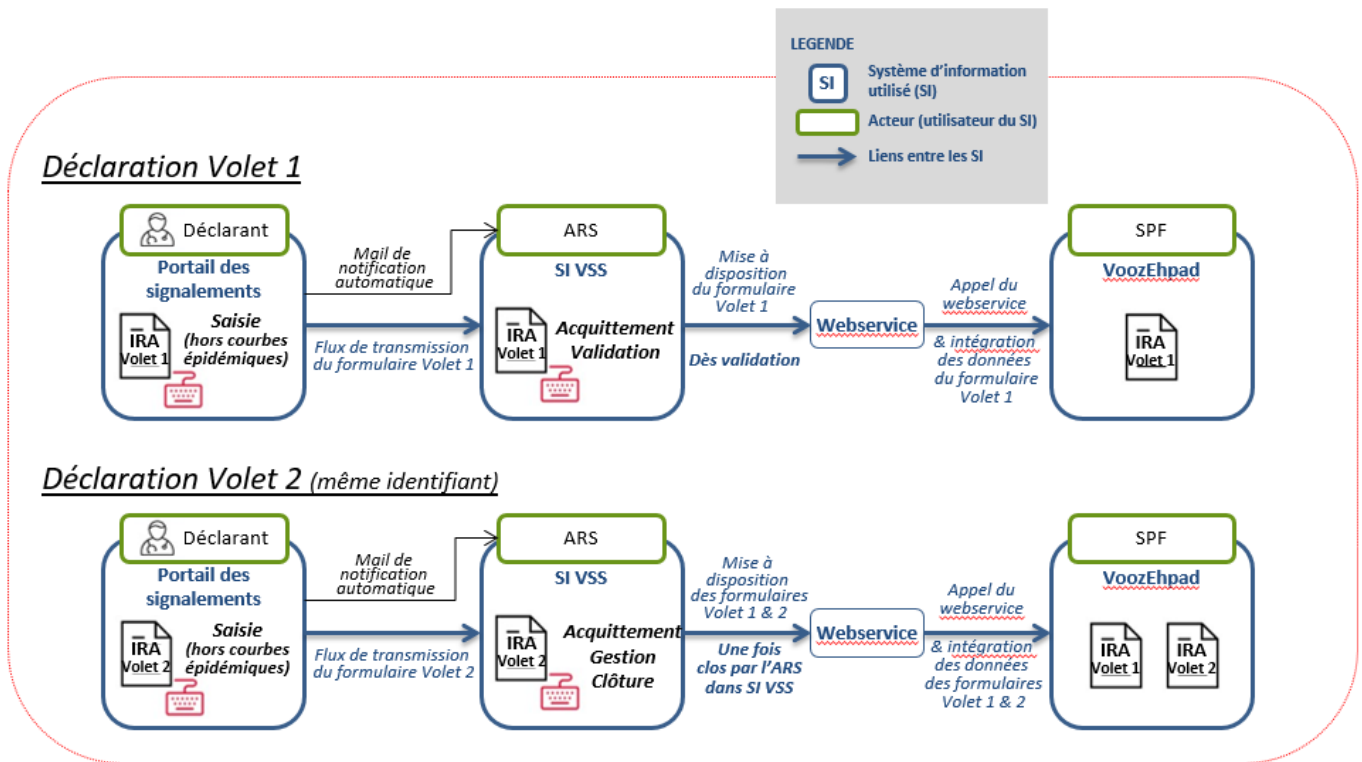 LEGENDE
SI
Système d'information
utilisé (SI)
Acteur (utilisateur du SI)
Liens entre les SI
Déclaration Volet 1
Déclarant
Portail des
signalements
IRA
Volet 1
Saisie
(hors courbes
épidémiques)
Mail de
notification
automatique
Flux de transmission
du formulaire Volet 1
ARS
SI VSS
IRA
Volet 1
Acquittement
Validation
Mise à
disposition
du formulaire
Volet 1
Dès validation
Webservice
Appel du
webservice
& intégration
des données
du formulaire
Volet 1
SPF
VoozEhpad
IRA
Volet 1
Déclaration Volet 2 (même identifiant)
Déclarant
Portail des
signalements
IRA
Volet 2
Saisie
(hors courbes
épidémiques)
Mail de
notification
automatique
Flux de transmission
du formulaire Volet 2
ARS
SI VSS
IRA
Volet 2
Acquittement
Gestion
Clôture
Mise à
disposition
des formulaires
Volet 1 & 2
Une fois
clos par l'ARS
dans SI VSS
Webservice
Appel du
webservice
& intégration
des données
des formulaires
Volet 1 & 2
SPF
VoozEhpad
IRA
Volet 1
IRA
Volet 2